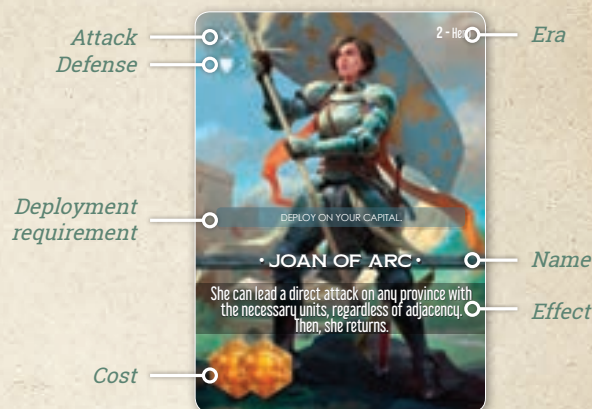 Attack
Defense
Deployment
requirement
Cost
2 -
DEPLOY ON YOUR CAPITAL.
• JOAN OF ARC •
She can lead a direct attack on any province with
the necessary units, regardless of adjacency.
Then, she returns.
Era
Name
Effect